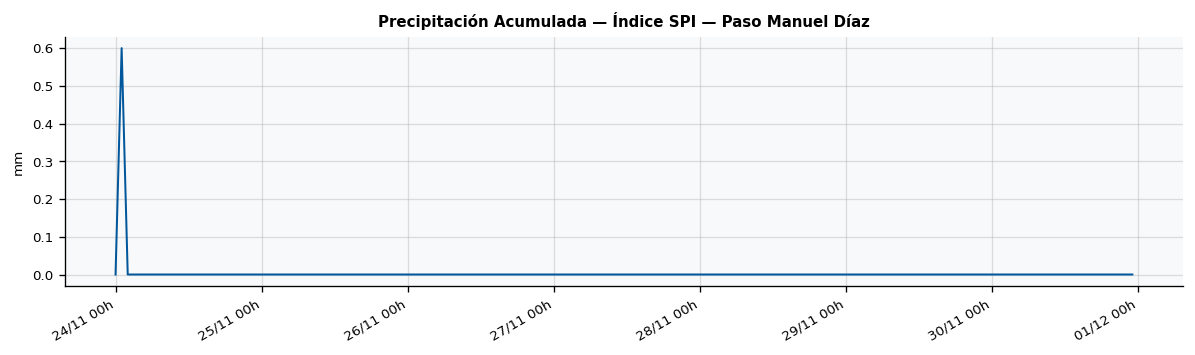 Precipitación Acumulada — Índice SPI — Paso Manuel Díaz
mm
0.6
0.5
0.4
0.3
0.2
0.1
0.0
24/11 00h
25/11 00h
26/11 00h
27/11 00h
28/11 00h
29/11 00h
30/11 00h
01/12 00h